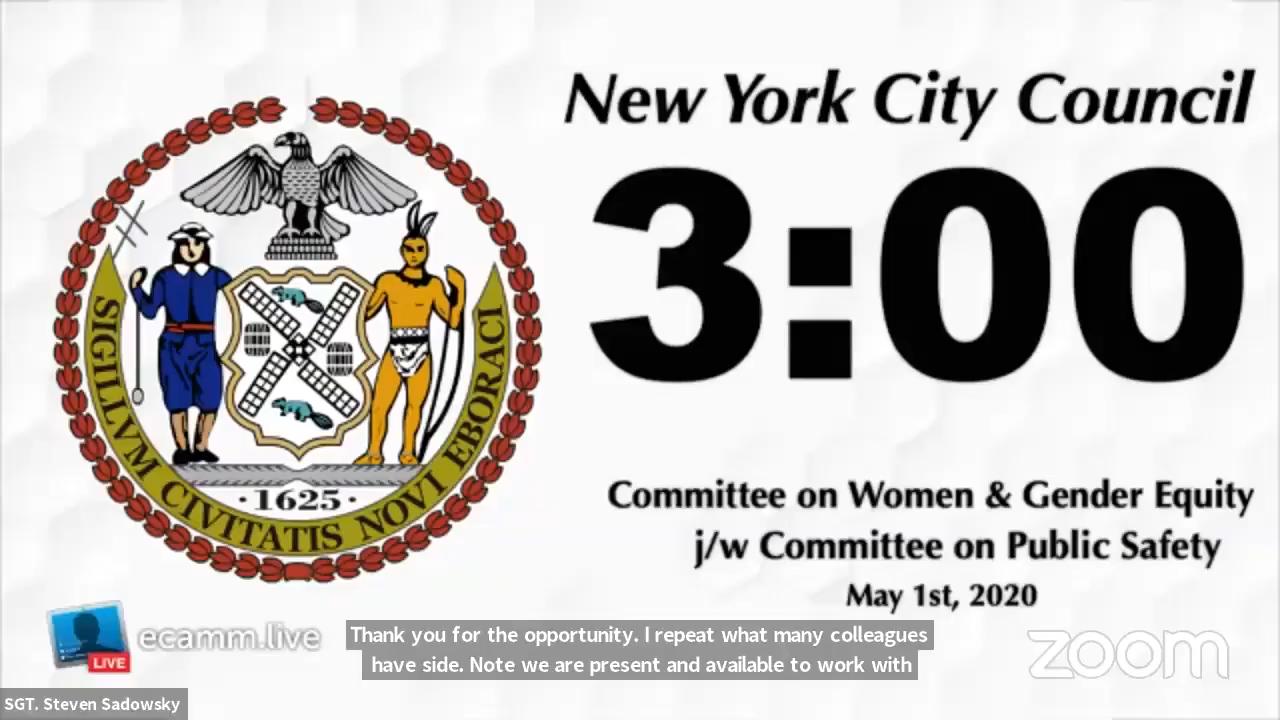 New York City Council
3:00
SIGILLVM CIVITATIS NOVI EBORACI
· 1625 ·
Committee on Women & Gender Equity
j/w Committee on Public Safety
May 1st, 2020
ecamm.live
LIVE
Thank you for the opportunity. I repeat what many colleagues
have side. Note we are present and available to work with
zoom
SGT. Steven Sadowsky